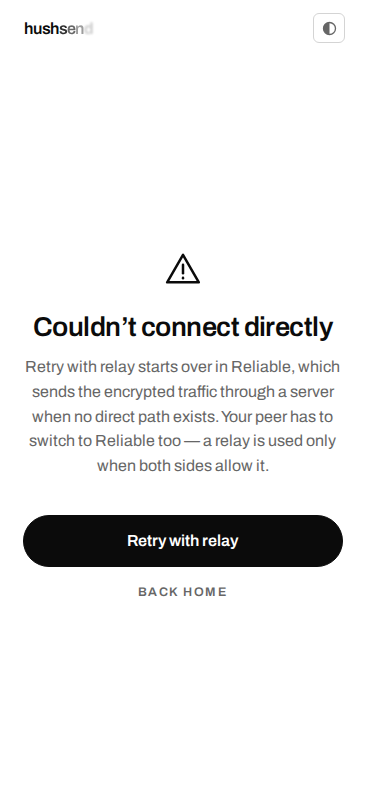 hushsend
Couldn’t connect directly
Retry with relay starts over in Reliable, which
sends the encrypted traffic through a server
when no direct path exists. Your peer has to
switch to Reliable too — a relay is used only
when both sides allow it.
Retry with relay
BACK HOME